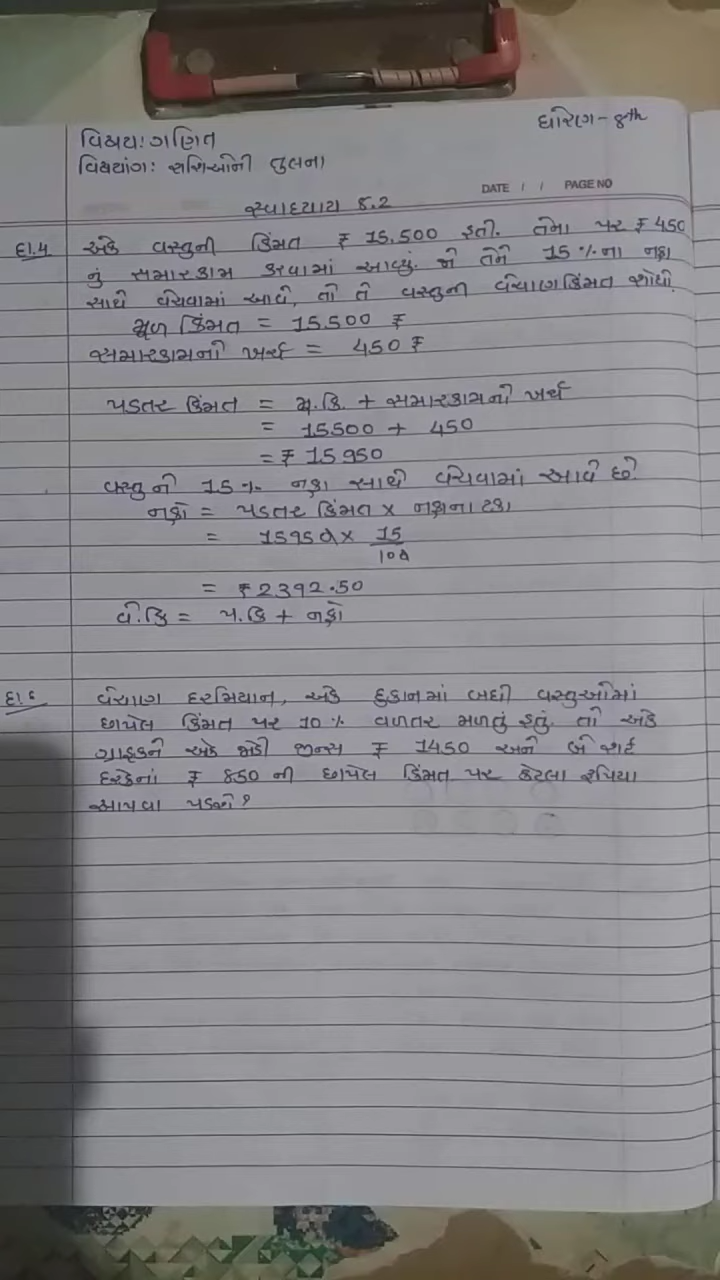 ધોરણ - 8th
વિષય: ગણિત
વિષયાંગ: રાશિઓની તુલના
DATE / / PAGE NO
સ્વાધ્યાય 8.2
દા.4 એક વસ્તુની કિંમત ₹ 15,500 હતી. તેના પર ₹ 450
નું સમારકામ કરવામાં આવ્યું. જો તેને 15 % ના નફા
સાથે વેચવામાં આવે, તો તે વસ્તુની વેચાણકિંમત શોધો.
મૂળ કિંમત = 15,500 ₹
સમારકામનો ખર્ચ = 450 ₹
પડતર કિંમત = મૂ.કિ. + સમારકામનો ખર્ચ
= 15500 + 450
= ₹ 15950
વસ્તુ ને 15 % નફા સાથે વેચવામાં આવે છે.
નફો = પડતર કિંમત × નફાના ટકા
= 15950 × 15/100
= ₹ 2392.50
વે.કિ = પ.કિ + નફો
દા.6 વેચાણ દરમિયાન, એક દુકાનમાં બધી વસ્તુઓમાં
છાપેલ કિંમત પર 10 % વળતર મળતું હતું. તો એક
ગ્રાહકને એક જોડી જીન્સ ₹ 1450 અને બે શર્ટ
દરેકનાં ₹ 850 ની છાપેલ કિંમત પર કેટલા રૂપિયા
આપવા પડશે?